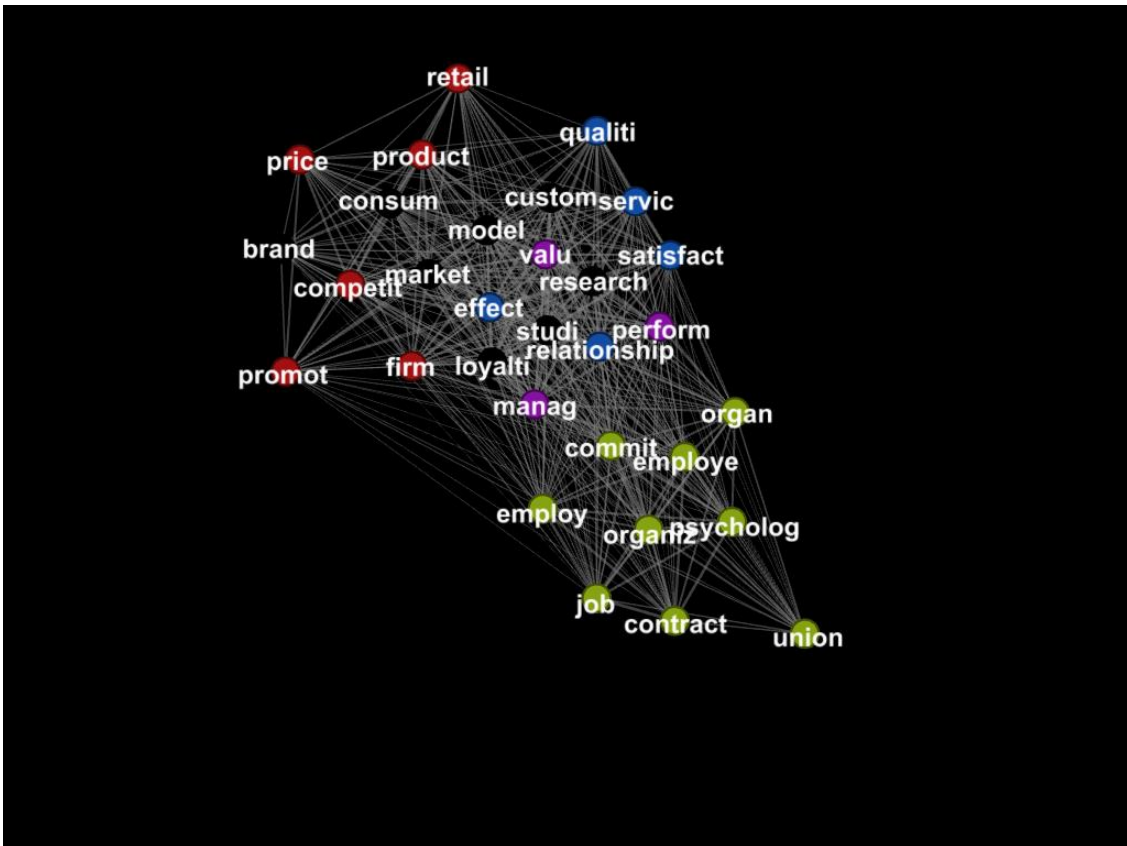 retail
qualiti
price
product
consum
custom
servic
model
brand
valu
satisfact
market
research
competit
effect
studi
perform
relationship
promot
firm
loyalti
manag
organ
commit
employe
employ
organiz
psycholog
job
contract
union